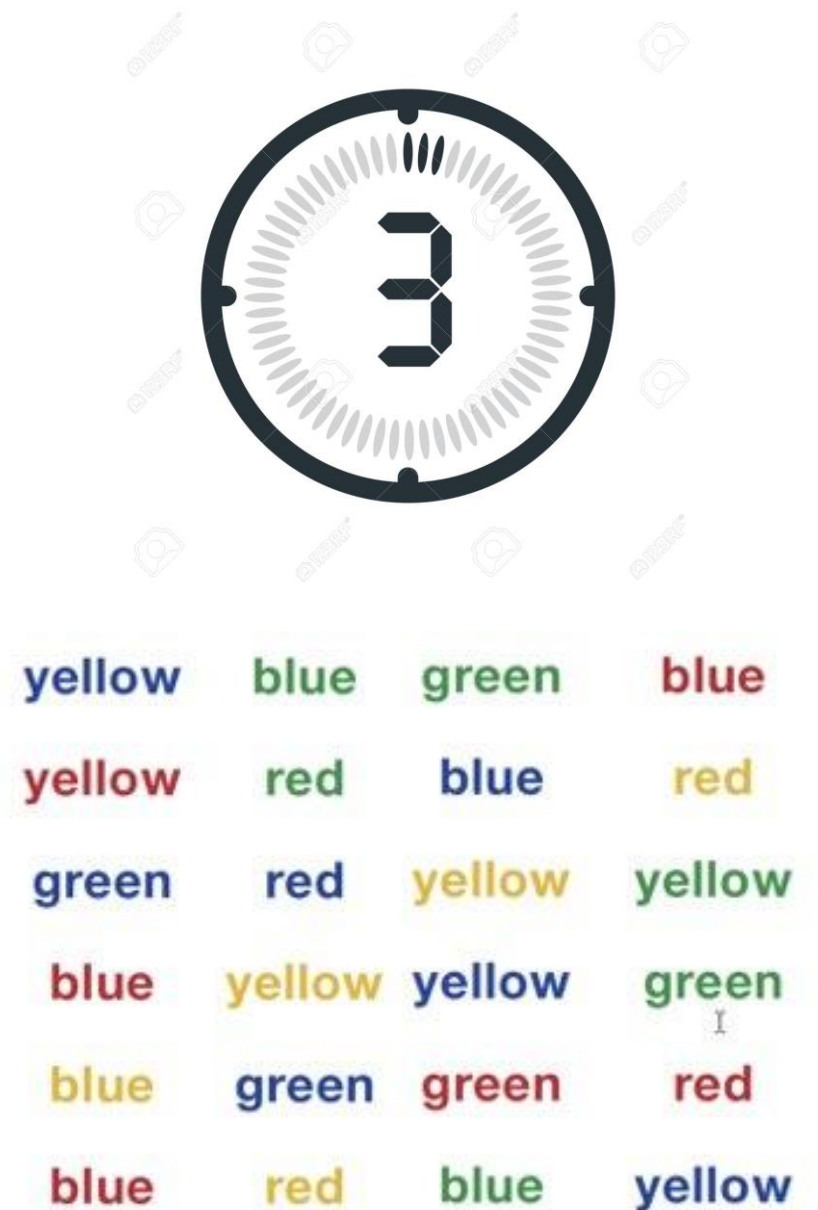 3
yellow blue green blue
yellow red blue red
green red yellow yellow
blue yellow yellow green
blue green green red
blue red blue yellow